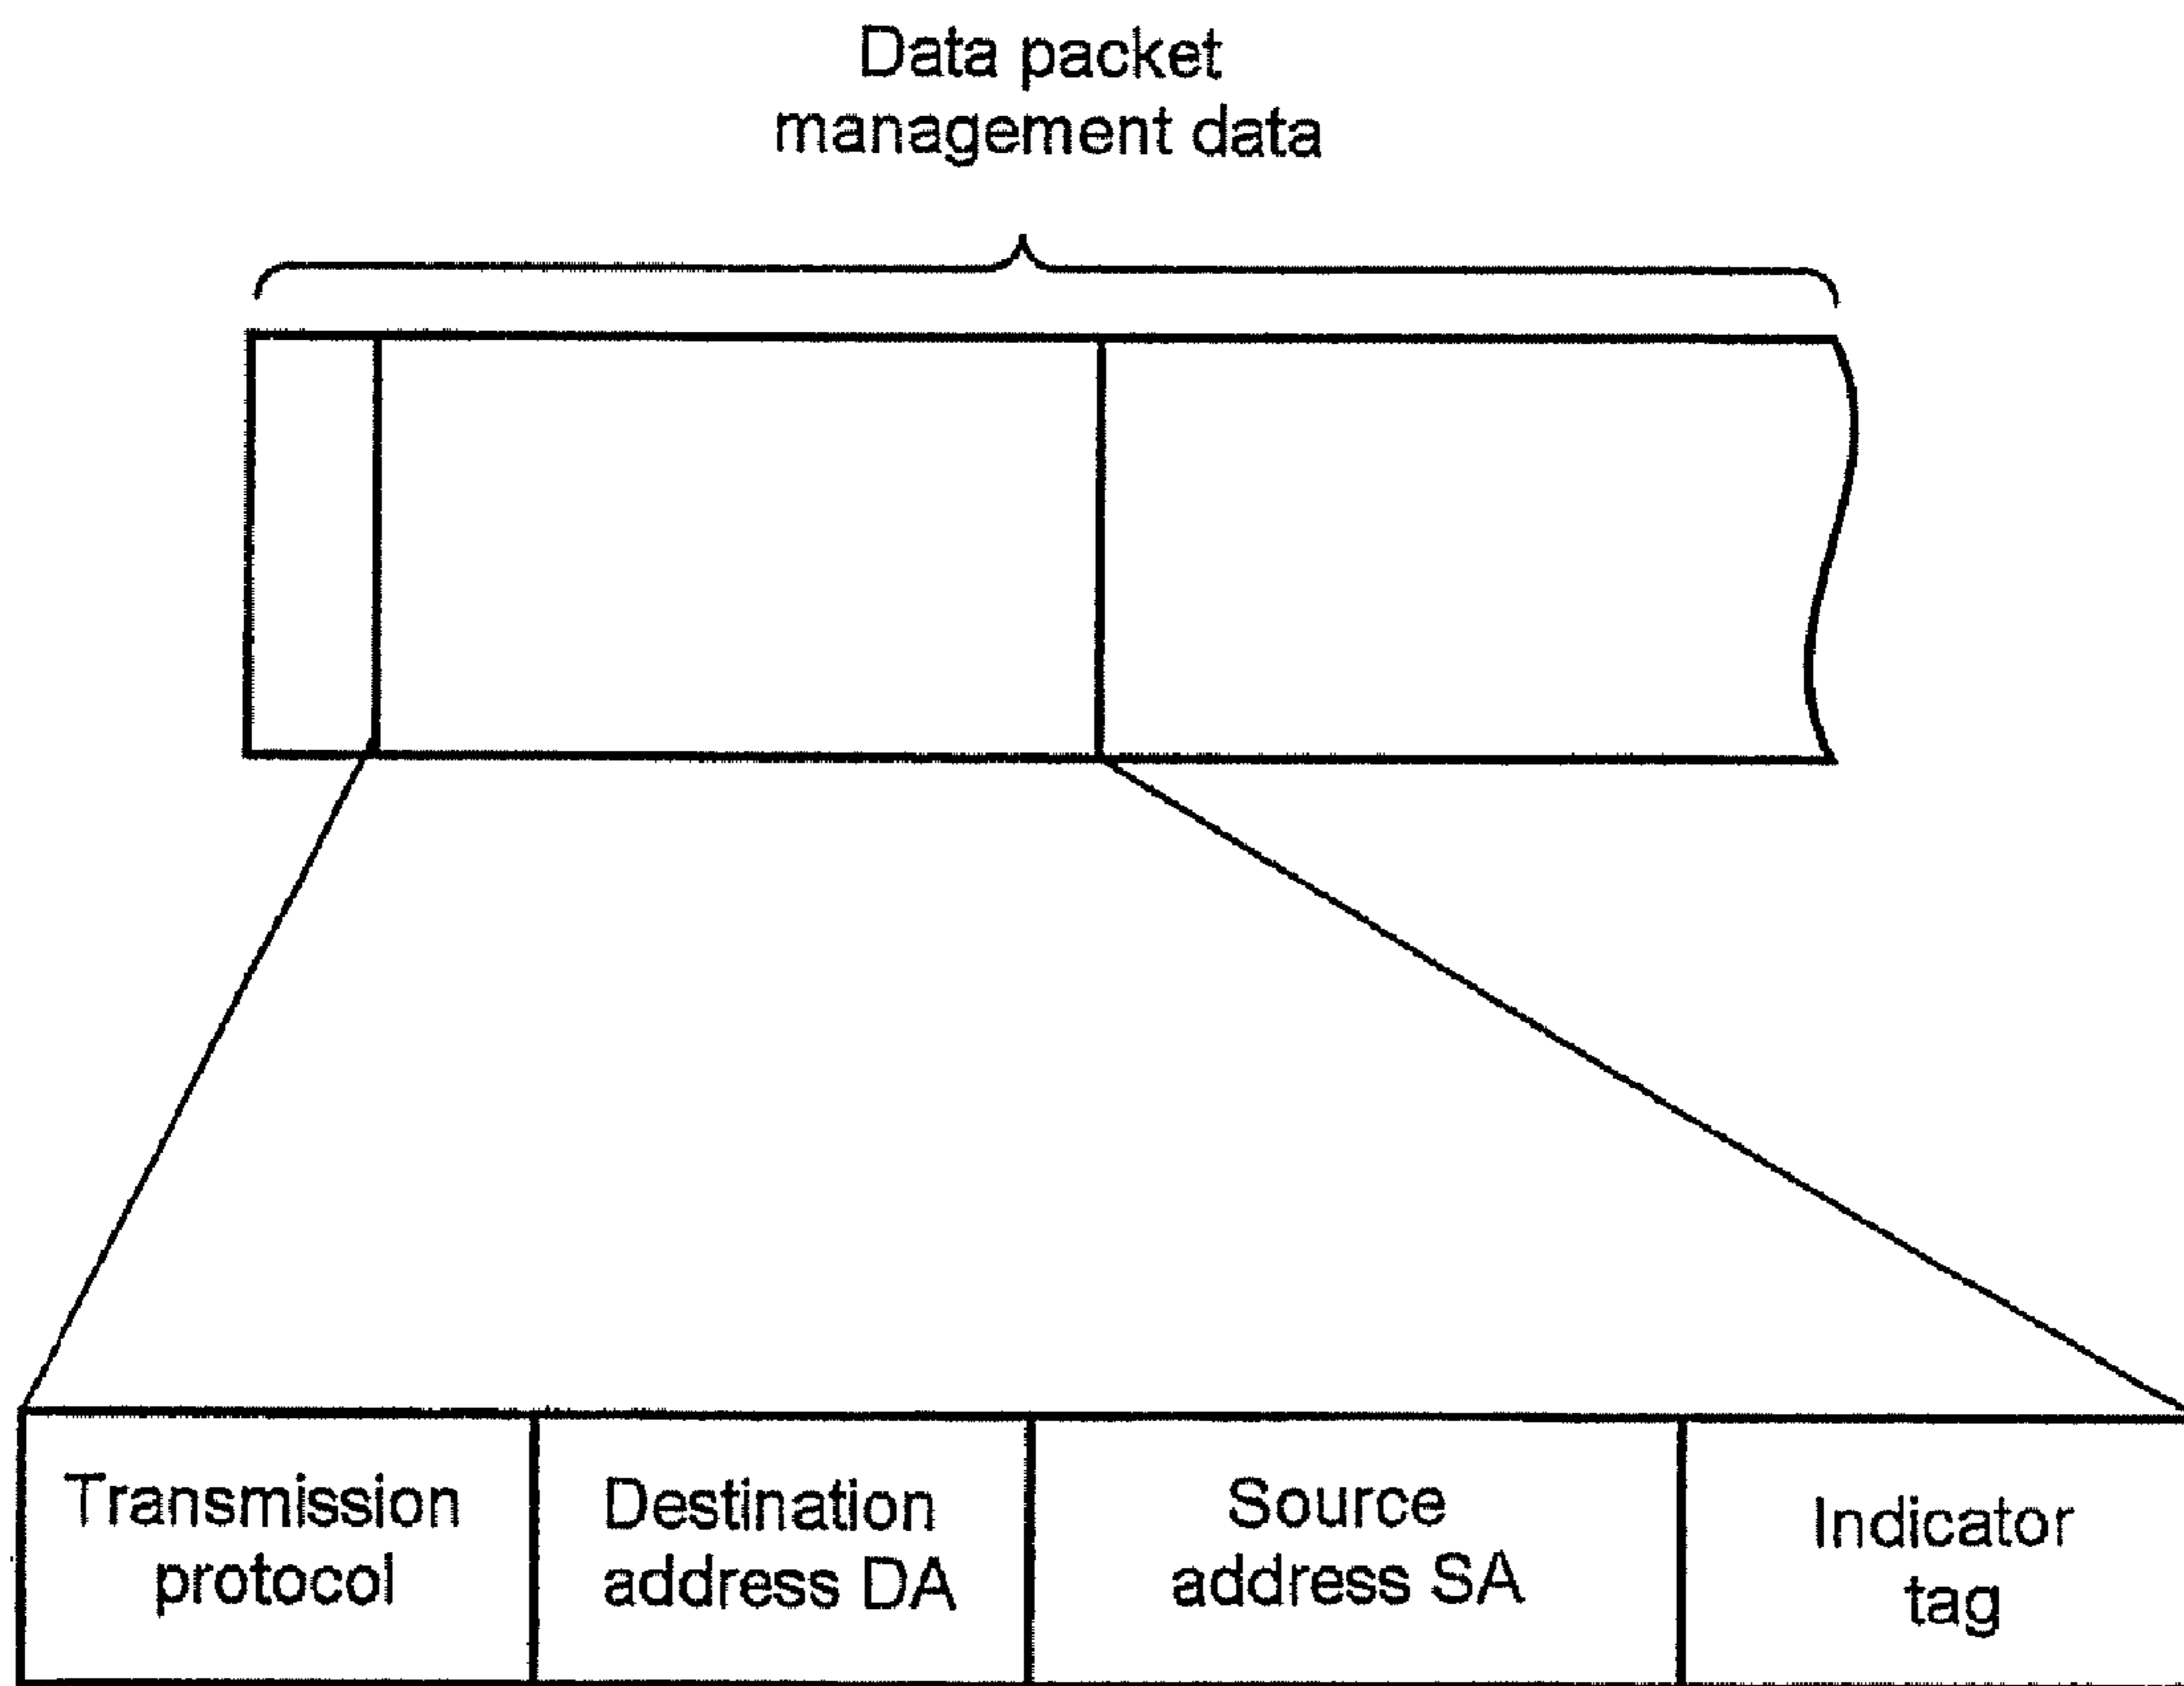 Data packet
management data
Transmission
protocol
Destination
address DA
Source
address SA
Indicator
tag